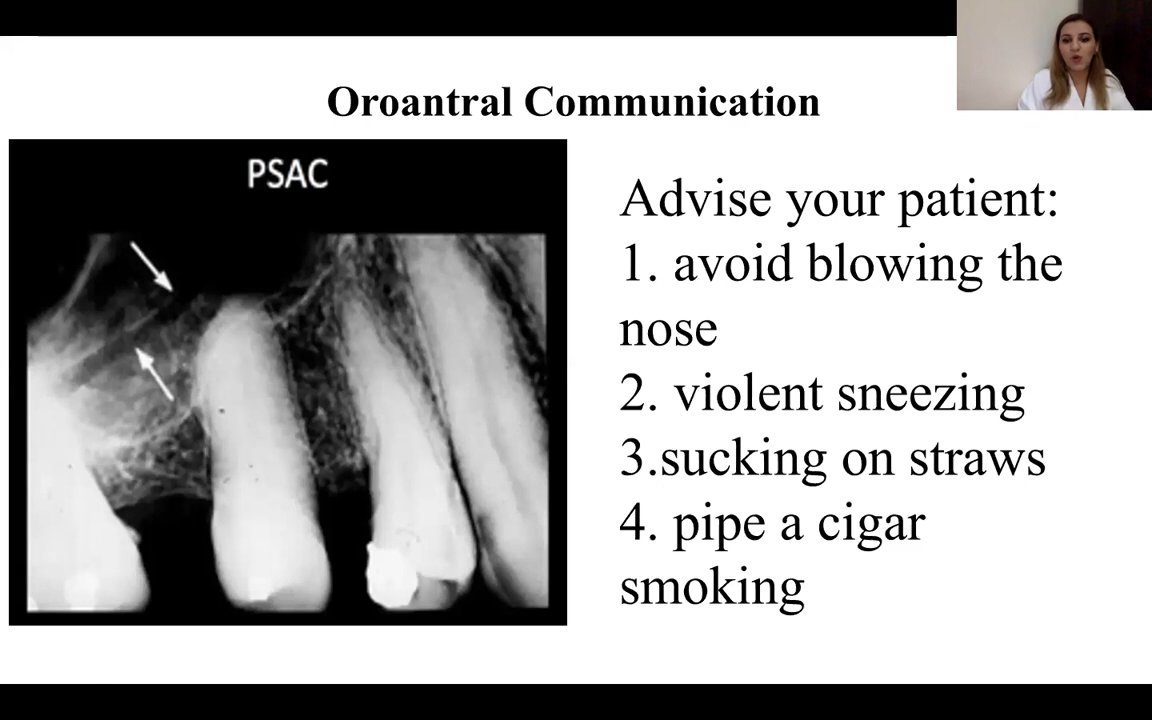 Oroantral Communication
PSAC
Advise your patient:
1. avoid blowing the
nose
2. violent sneezing
3.sucking on straws
4. pipe a cigar
smoking